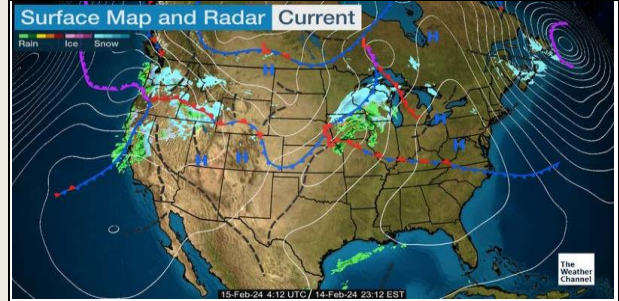 Surface Map and Radar Current
Rain Ice Snow
H
H
H
H
H
H
The
Weather
Channel
15-Feb-24 4:12 UTC / 14-Feb-24 23:12 EST